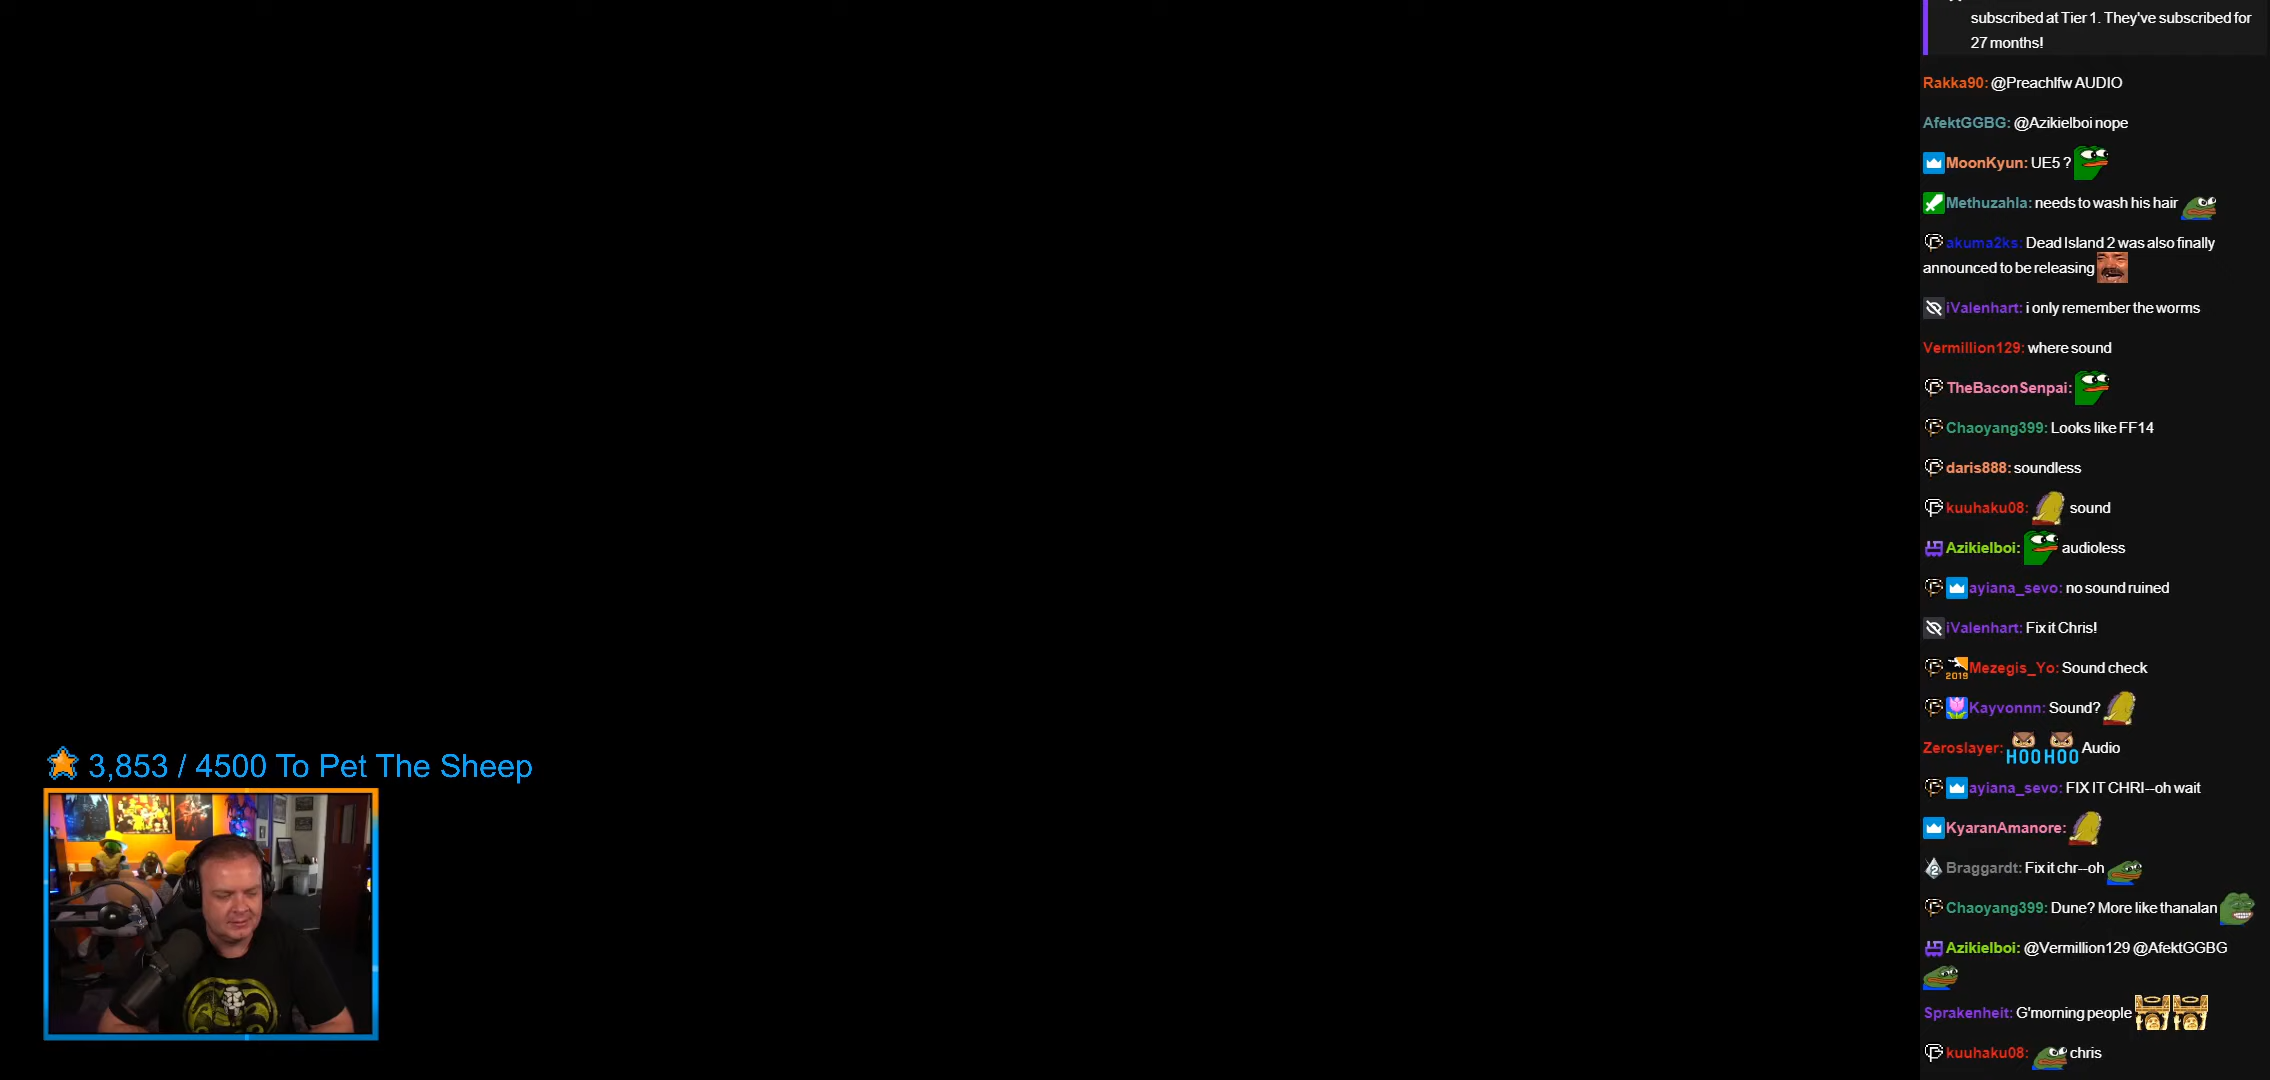 subscribed at Tier 1. They've subscribed for
27 months!
Rakka90: @Preachlfw AUDIO
AfektGGBG: @Azikielboi nope
MoonKyun: UE5 ?
Methuzahla: needs to wash his hair
akuma2ks: Dead Island 2 was also finally
announced to be releasing
iValenhart: i only remember the worms
Vermillion129: where sound
TheBaconSenpai:
Chaoyang399: Looks like FF14
daris888: soundless
kuuhaku08: sound
Azikielboi: audioless
ayiana_sevo: no sound ruined
iValenhart: Fix it Chris!
2019 Mezegis_Yo: Sound check
Kayvonnn: Sound?
Zeroslayer: HOO HOO Audio
3,853 / 4500 To Pet The Sheep
ayiana_sevo: FIX IT CHRI--oh wait
KyaranAmanore:
2 Braggardt: Fix it chr--oh
Chaoyang399: Dune? More like thanalan
Azikielboi: @Vermillion129 @AfektGGBG
Sprakenheit: G'morning people
kuuhaku08: chris